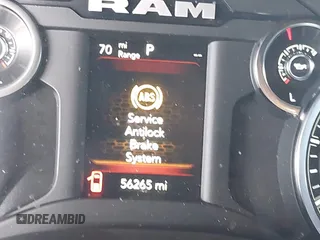 RAM
70 mi P
Range
ABS
Service
Antilock
Brake
System
56265 mi
L
DREAMBID